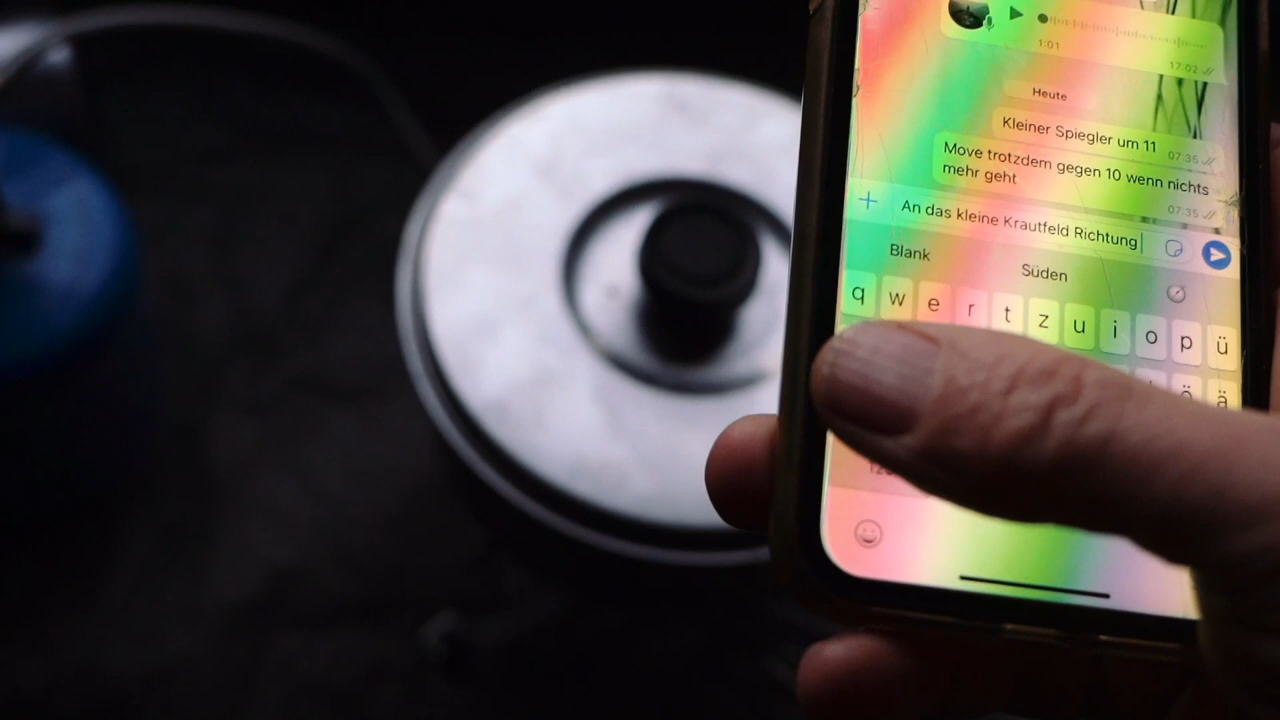 1:01
17:02
Heute
Kleiner Spiegler um 11
07:35
Move trotzdem gegen 10 wenn nichts
mehr geht
07:35
An das kleine Krautfeld Richtung
Blank
Süden
q w e r t z u i o p ü
ö ä